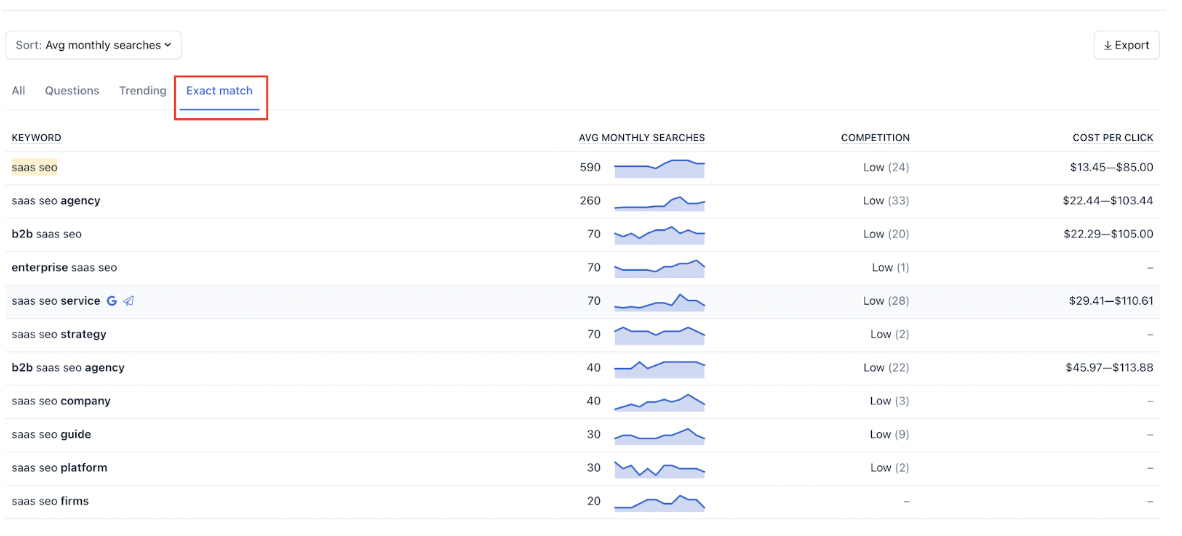 Sort: Avg monthly searches
Export
All Questions Trending Exact match
KEYWORD AVG MONTHLY SEARCHES COMPETITION COST PER CLICK
saas seo 590 Low (24) $13.45—$85.00
saas seo agency 260 Low (33) $22.44—$103.44
b2b saas seo 70 Low (20) $22.29—$105.00
enterprise saas seo 70 Low (1) –
saas seo service G 70 Low (28) $29.41—$110.61
saas seo strategy 70 Low (2) –
b2b saas seo agency 40 Low (22) $45.97—$113.88
saas seo company 40 Low (3) –
saas seo guide 30 Low (9) –
saas seo platform 30 Low (2) –
saas seo firms 20 – –